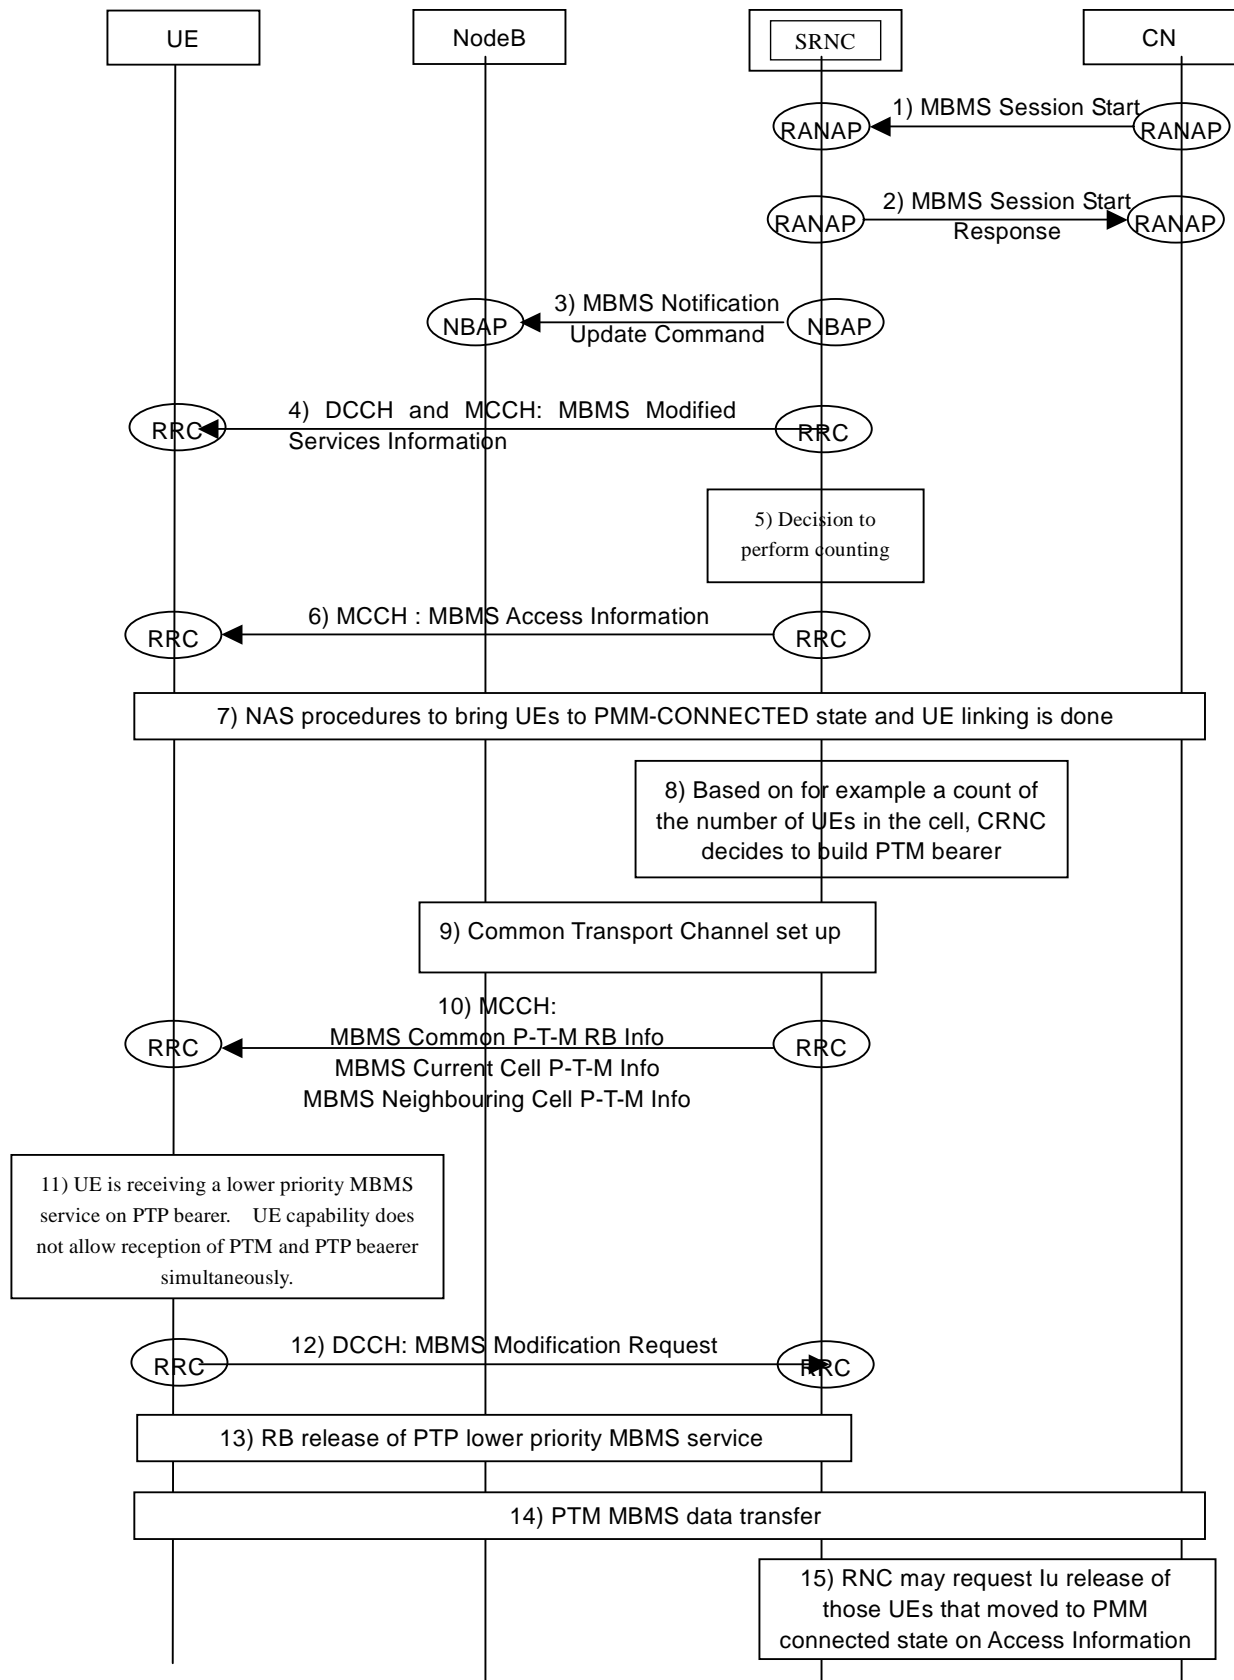 UE
NodeB
SRNC
CN
1) MBMS Session Start
RANAP
RANAP
2) MBMS Session Start
Response
RANAP
RANAP
3) MBMS Notification
Update Command
NBAP
NBAP
4) DCCH and MCCH: MBMS Modified
Services Information
RRC
RRC
5) Decision to
perform counting
6) MCCH : MBMS Access Information
RRC
RRC
7) NAS procedures to bring UEs to PMM-CONNECTED state and UE linking is done
8) Based on for example a count of
the number of UEs in the cell, CRNC
decides to build PTM bearer
9) Common Transport Channel set up
10) MCCH:
MBMS Common P-T-M RB Info
MBMS Current Cell P-T-M Info
MBMS Neighbouring Cell P-T-M Info
RRC
RRC
11) UE is receiving a lower priority MBMS
service on PTP bearer. UE capability does
not allow reception of PTM and PTP beaerer
simultaneously.
12) DCCH: MBMS Modification Request
RRC
RRC
13) RB release of PTP lower priority MBMS service
14) PTM MBMS data transfer
15) RNC may request Iu release of
those UEs that moved to PMM
connected state on Access Information